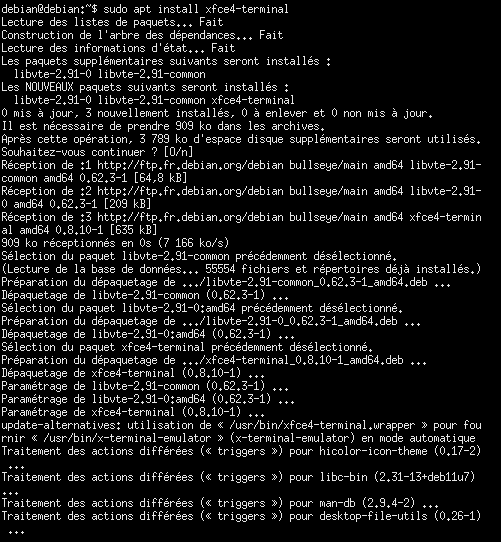 debian@debian:~$ sudo apt install xfce4-terminal
Lecture des listes de paquets... Fait
Construction de l'arbre des dépendances... Fait
Lecture des informations d'état... Fait
Les paquets supplémentaires suivants seront installés :
  libvte-2.91-0 libvte-2.91-common
Les NOUVEAUX paquets suivants seront installés :
  libvte-2.91-0 libvte-2.91-common xfce4-terminal
0 mis à jour, 3 nouvellement installés, 0 à enlever et 0 non mis à jour.
Il est nécessaire de prendre 909 ko dans les archives.
Après cette opération, 3 789 ko d'espace disque supplémentaires seront utilisés.
Souhaitez-vous continuer ? [O/n]
Réception de :1 http://ftp.fr.debian.org/debian bullseye/main amd64 libvte-2.91-
common amd64 0.62.3-1 [64,8 kB]
Réception de :2 http://ftp.fr.debian.org/debian bullseye/main amd64 libvte-2.91-
0 amd64 0.62.3-1 [209 kB]
Réception de :3 http://ftp.fr.debian.org/debian bullseye/main amd64 xfce4-termin
al amd64 0.8.10-1 [635 kB]
909 ko réceptionnés en 0s (7 166 ko/s)
Sélection du paquet libvte-2.91-common précédemment désélectionné.
(Lecture de la base de données... 55554 fichiers et répertoires déjà installés.)
Préparation du dépaquetage de .../libvte-2.91-common_0.62.3-1_amd64.deb ...
Dépaquetage de libvte-2.91-common (0.62.3-1) ...
Sélection du paquet libvte-2.91-0:amd64 précédemment désélectionné.
Préparation du dépaquetage de .../libvte-2.91-0_0.62.3-1_amd64.deb ...
Dépaquetage de libvte-2.91-0:amd64 (0.62.3-1) ...
Sélection du paquet xfce4-terminal précédemment désélectionné.
Préparation du dépaquetage de .../xfce4-terminal_0.8.10-1_amd64.deb ...
Dépaquetage de xfce4-terminal (0.8.10-1) ...
Paramétrage de libvte-2.91-common (0.62.3-1) ...
Paramétrage de libvte-2.91-0:amd64 (0.62.3-1) ...
Paramétrage de xfce4-terminal (0.8.10-1) ...
update-alternatives: utilisation de « /usr/bin/xfce4-terminal.wrapper » pour fou
rnir « /usr/bin/x-terminal-emulator » (x-terminal-emulator) en mode automatique
Traitement des actions différées (« triggers ») pour hicolor-icon-theme (0.17-2)
 ...
Traitement des actions différées (« triggers ») pour libc-bin (2.31-13+deb11u7)
...
Traitement des actions différées (« triggers ») pour man-db (2.9.4-2) ...
Traitement des actions différées (« triggers ») pour desktop-file-utils (0.26-1)
 ...